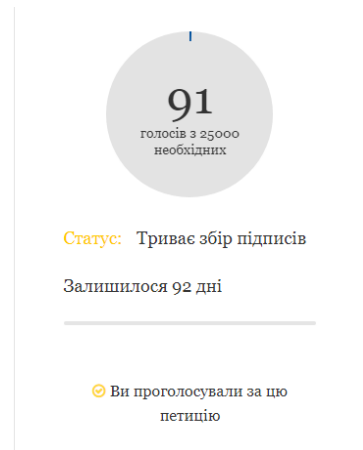 91
голосів з 25000
необхідних
Статус: Триває збір підписів
Залишилося 92 дні
Ви проголосували за цю
петицію